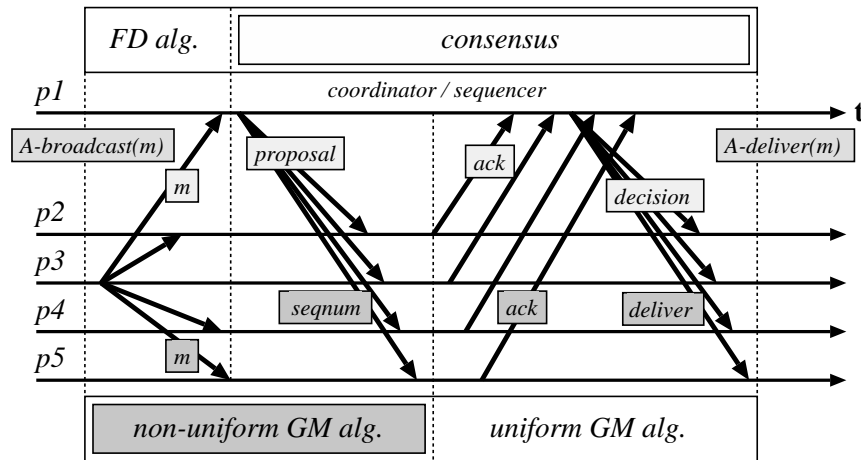 FD alg.
consensus
p1
coordinator / sequencer
t
A-broadcast(m)
proposal
ack
A-deliver(m)
m
decision
p2
p3
seqnum
ack
deliver
p4
m
p5
non-uniform GM alg.
uniform GM alg.